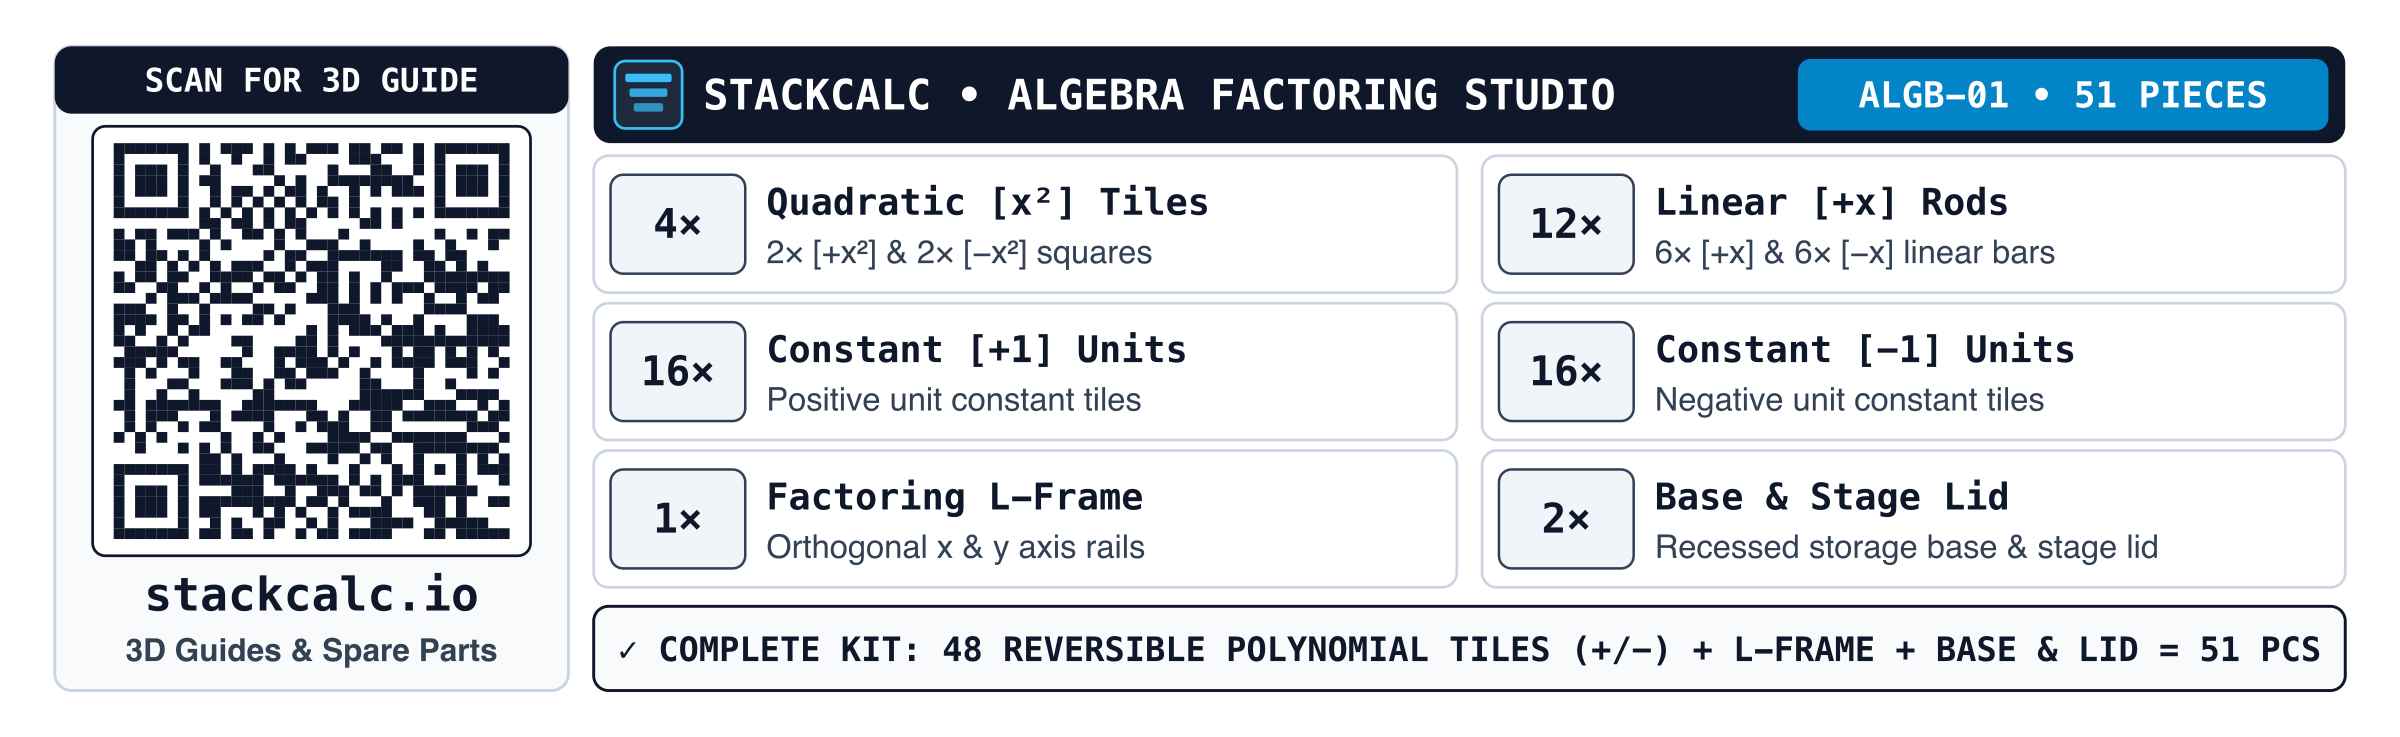 SCAN FOR 3D GUIDE
stackcalc.io
3D Guides & Spare Parts
STACKCALC • ALGEBRA FACTORING STUDIO
ALGB–01 • 51 PIECES
4×
Quadratic [x²] Tiles
2× [+x²] & 2× [–x²] squares
12×
Linear [+x] Rods
6× [+x] & 6× [–x] linear bars
16×
Constant [+1] Units
Positive unit constant tiles
16×
Constant [–1] Units
Negative unit constant tiles
1×
Factoring L–Frame
Orthogonal x & y axis rails
2×
Base & Stage Lid
Recessed storage base & stage lid
✓ COMPLETE KIT: 48 REVERSIBLE POLYNOMIAL TILES (+/–) + L–FRAME + BASE & LID = 51 PCS